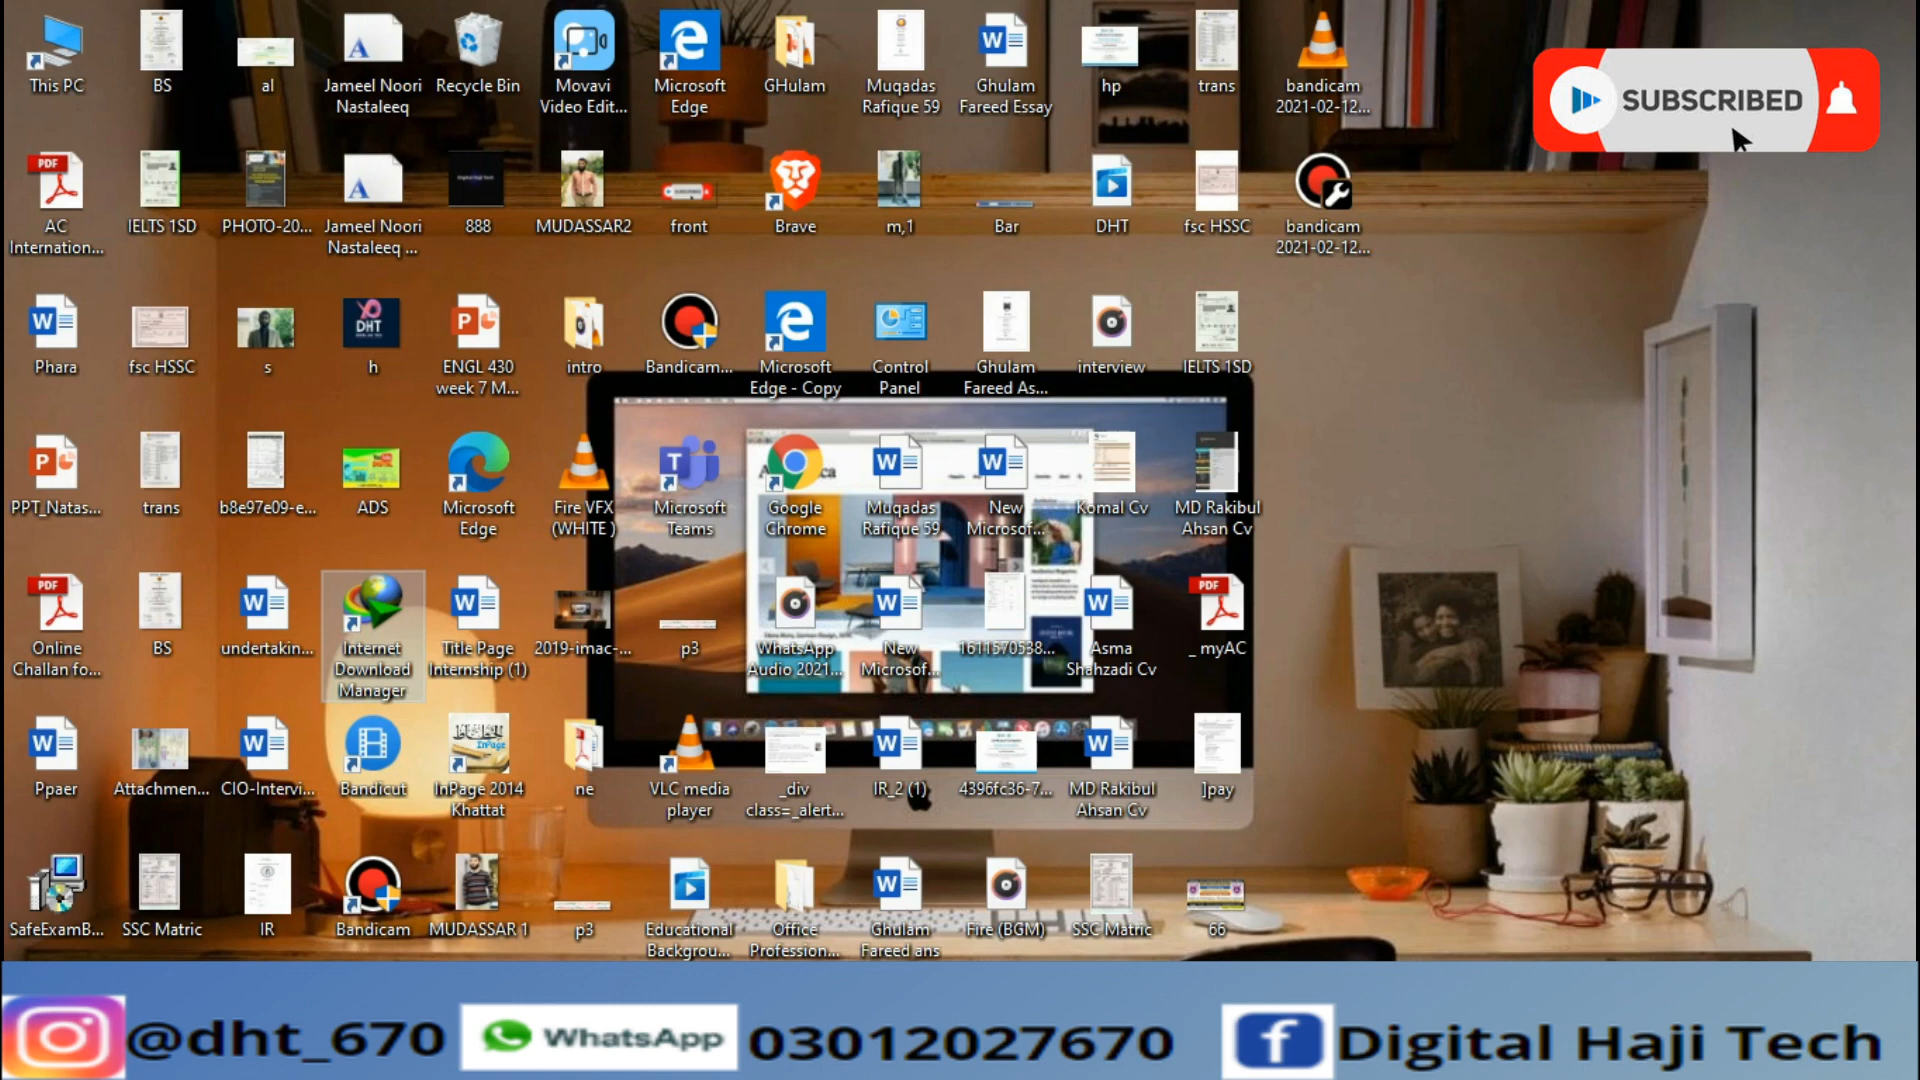 This PC
BS
al
Jameel Noori
Nastaleeq
Recycle Bin
Movavi
Video Edit...
Microsoft
Edge
GHulam
Muqadas
Rafique 59
Ghulam
Fareed Essay
hp
trans
bandicam
2021-02-12...
SUBSCRIBED
AC
Internation...
IELTS 1SD
PHOTO-20...
Jameel Noori
Nastaleeq ...
888
MUDASSAR2
front
Brave
m,1
Bar
DHT
fsc HSSC
bandicam
2021-02-12...
Phara
fsc HSSC
s
DHT
h
ENGL 430
week 7 M...
intro
Bandicam...
Microsoft
Edge - Copy
Control
Panel
Ghulam
Fareed As...
interview
IELTS 1SD
PPT_Natas...
trans
b8e97e09-e...
ADS
Microsoft
Edge
Fire VFX
(WHITE )
Microsoft
Teams
Google
Chrome
Muqadas
Rafique 59
New
Microsof...
Komal Cv
MD Rakibul
Ahsan Cv
Online
Challan fo...
BS
undertakin...
Internet
Download
Manager
Title Page
Internship (1)
2019-imac-...
p3
WhatsApp
Audio 2021...
New
Microsof...
1611570538...
Asma
Shahzadi Cv
_ myAC
Ppaer
Attachmen...
CIO-Intervi...
Bandicut
InPage 2014
Khattat
ne
VLC media
player
_div
class=_alert...
IR_2 (1)
4396fc36-7...
MD Rakibul
Ahsan Cv
]pay
SafeExamB...
SSC Matric
IR
Bandicam
MUDASSAR 1
p3
Educational
Backgrou...
Office
Profession...
Ghulam
Fareed ans
Fire (BGM)
SSC Matric
66
@dht_670
WhatsApp
03012027670
Digital Haji Tech